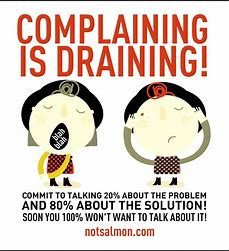 COMPLAINING
IS DRAINING!
blah
blah
COMMIT TO TALKING 20% ABOUT THE PROBLEM
AND 80% ABOUT THE SOLUTION!
SOON YOU 100% WON'T WANT TO TALK ABOUT IT!
notsalmon.com